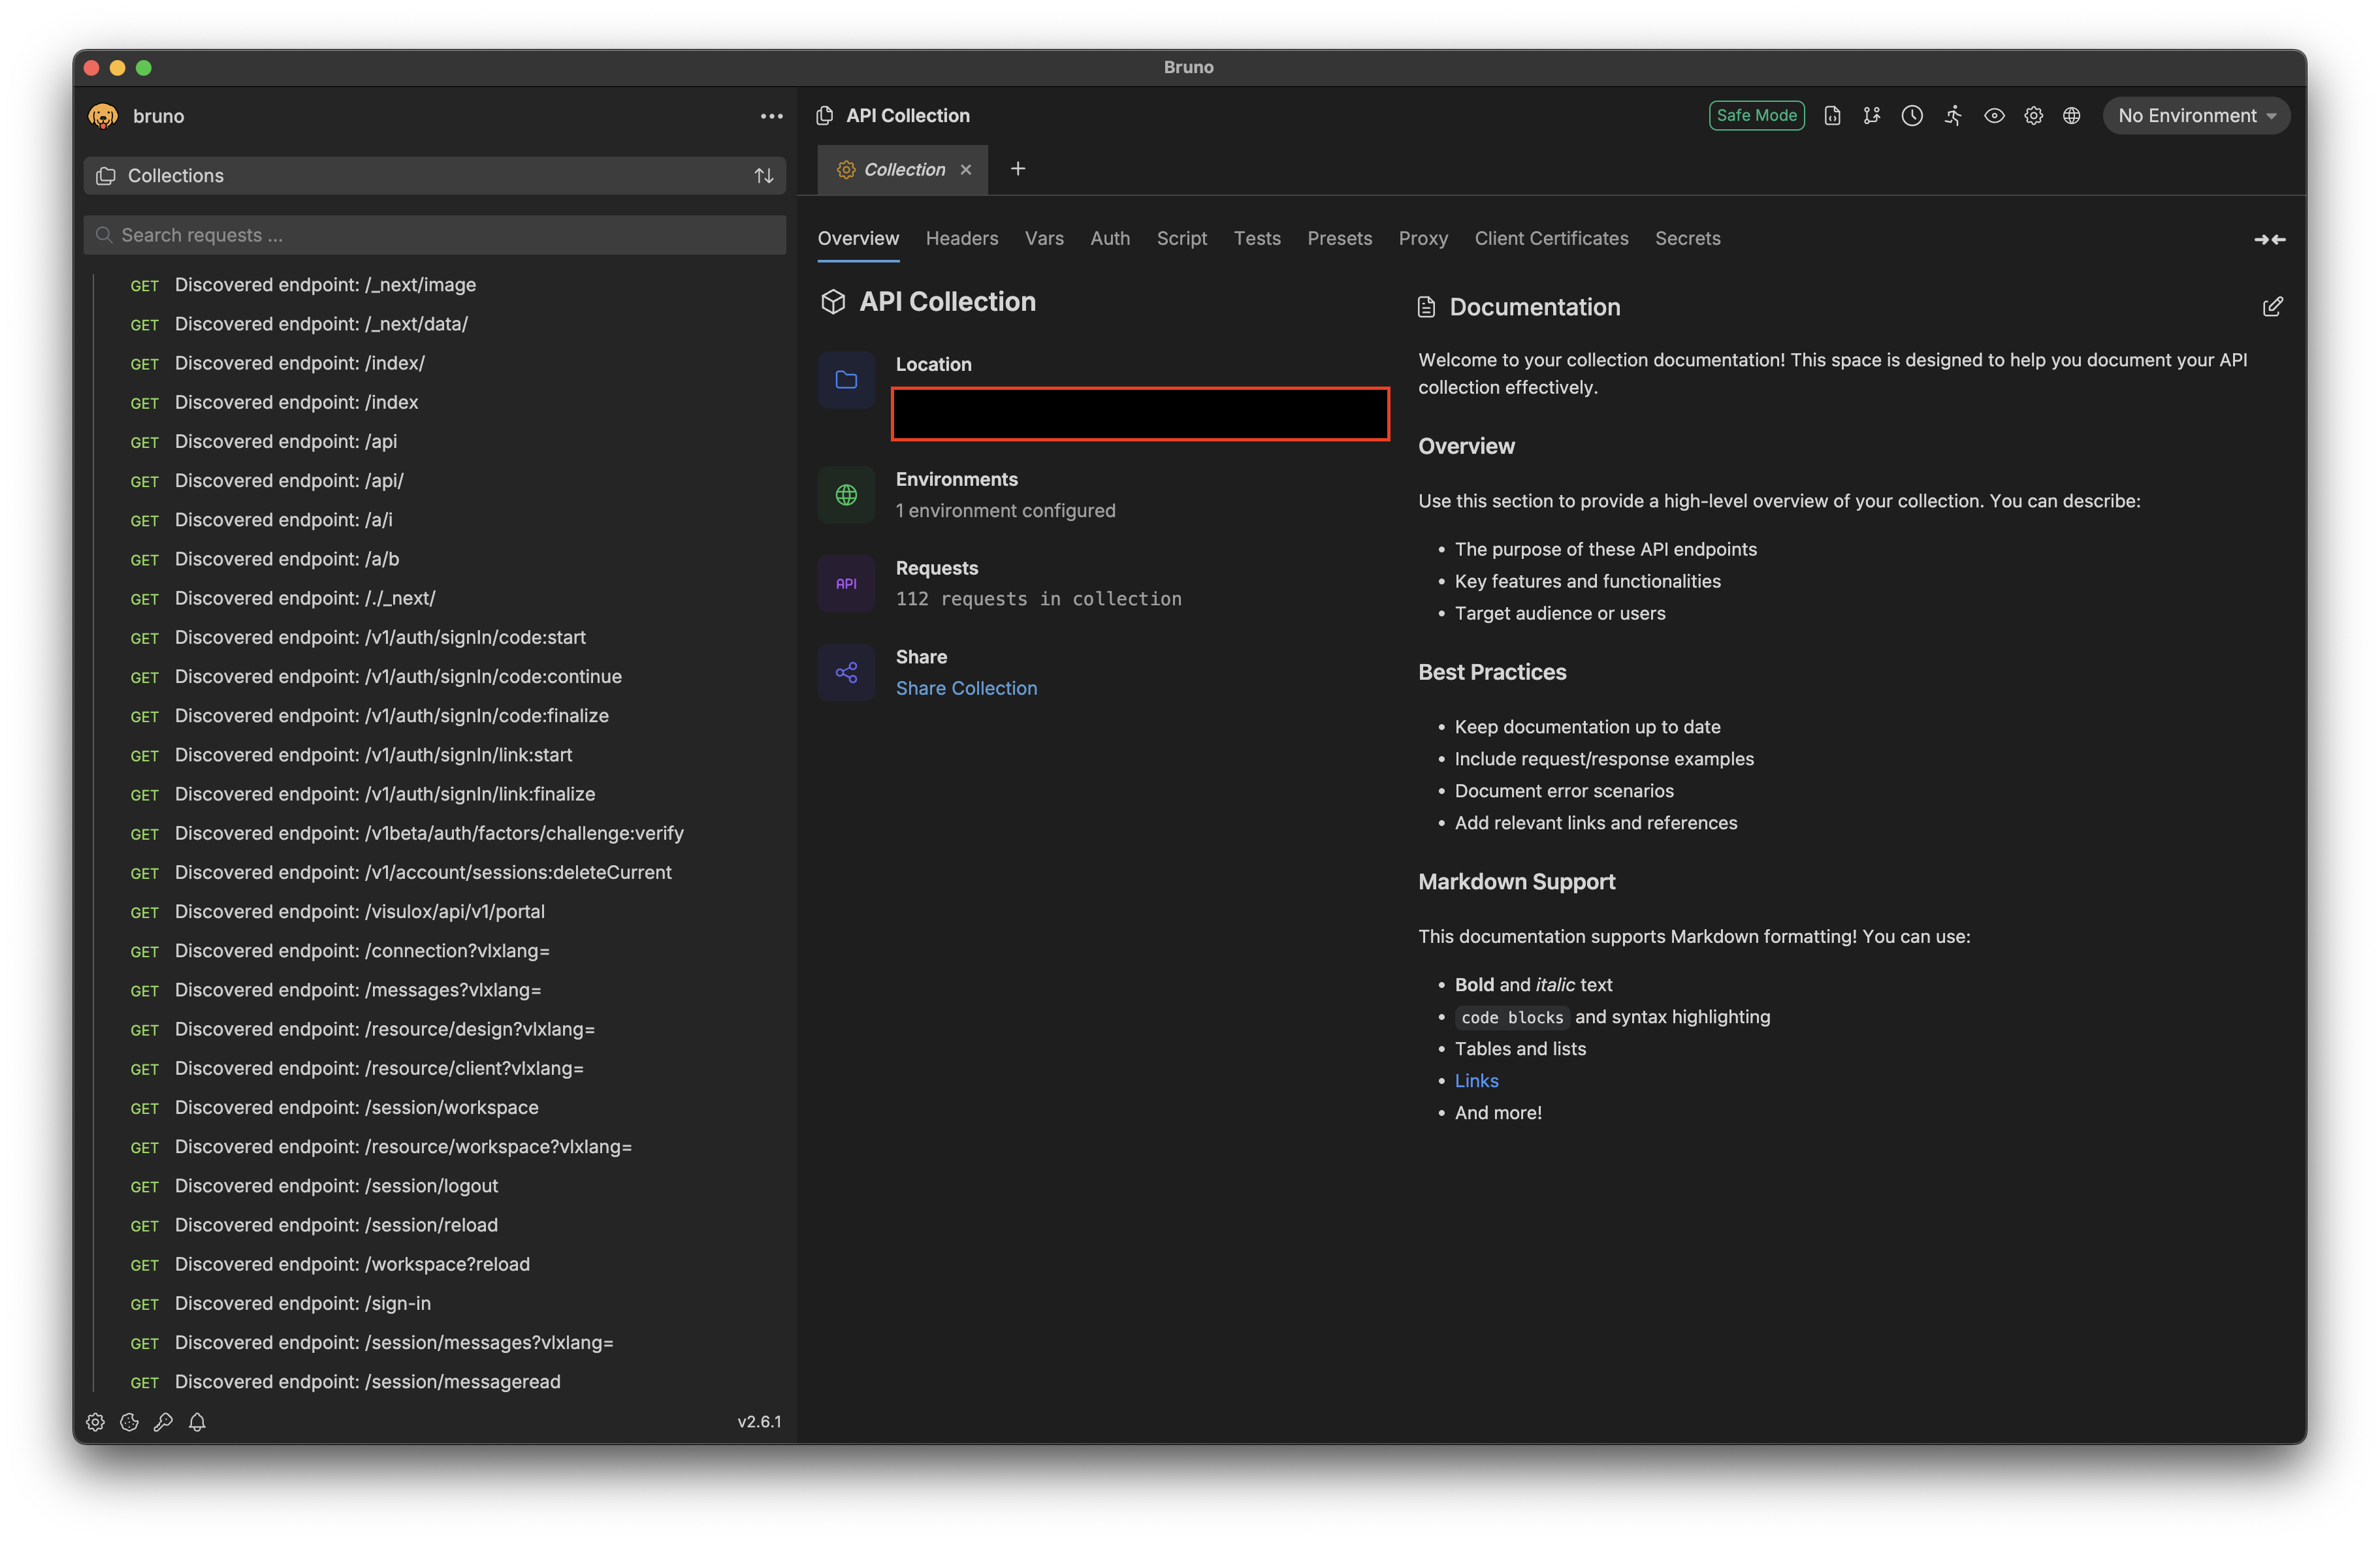 Bruno
bruno
Collections
Search requests ...
GET Discovered endpoint: /_next/image
GET Discovered endpoint: /_next/data/
GET Discovered endpoint: /index/
GET Discovered endpoint: /index
GET Discovered endpoint: /api
GET Discovered endpoint: /api/
GET Discovered endpoint: /a/i
GET Discovered endpoint: /a/b
GET Discovered endpoint: /./_next/
GET Discovered endpoint: /v1/auth/signIn/code:start
GET Discovered endpoint: /v1/auth/signIn/code:continue
GET Discovered endpoint: /v1/auth/signIn/code:finalize
GET Discovered endpoint: /v1/auth/signIn/link:start
GET Discovered endpoint: /v1/auth/signIn/link:finalize
GET Discovered endpoint: /v1beta/auth/factors/challenge:verify
GET Discovered endpoint: /v1/account/sessions:deleteCurrent
GET Discovered endpoint: /visulox/api/v1/portal
GET Discovered endpoint: /connection?vlxlang=
GET Discovered endpoint: /messages?vlxlang=
GET Discovered endpoint: /resource/design?vlxlang=
GET Discovered endpoint: /resource/client?vlxlang=
GET Discovered endpoint: /session/workspace
GET Discovered endpoint: /resource/workspace?vlxlang=
GET Discovered endpoint: /session/logout
GET Discovered endpoint: /session/reload
GET Discovered endpoint: /workspace?reload
GET Discovered endpoint: /sign-in
GET Discovered endpoint: /session/messages?vlxlang=
GET Discovered endpoint: /session/messageread
v2.6.1
API Collection
Safe Mode
No Environment
Collection
Overview Headers Vars Auth Script Tests Presets Proxy Client Certificates Secrets
API Collection
Location
Environments
1 environment configured
API
Requests
112 requests in collection
Share
Share Collection
Documentation
Welcome to your collection documentation! This space is designed to help you document your API
collection effectively.
Overview
Use this section to provide a high-level overview of your collection. You can describe:
• The purpose of these API endpoints
• Key features and functionalities
• Target audience or users
Best Practices
• Keep documentation up to date
• Include request/response examples
• Document error scenarios
• Add relevant links and references
Markdown Support
This documentation supports Markdown formatting! You can use:
• Bold and italic text
• code blocks and syntax highlighting
• Tables and lists
• Links
• And more!